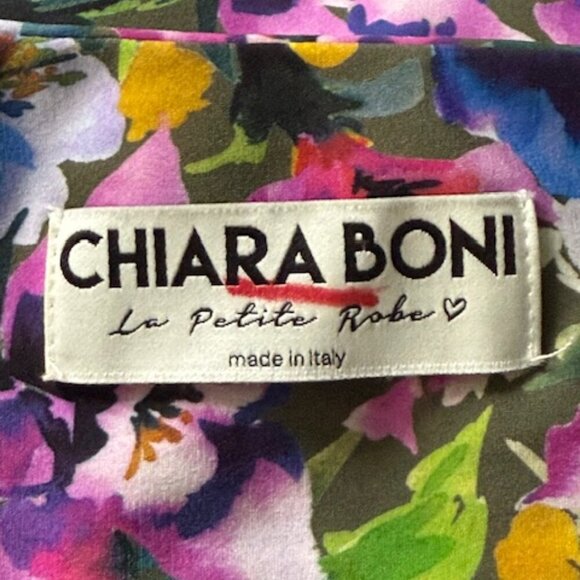 CHIARA BONI
La Petite Robe ♡
made in Italy